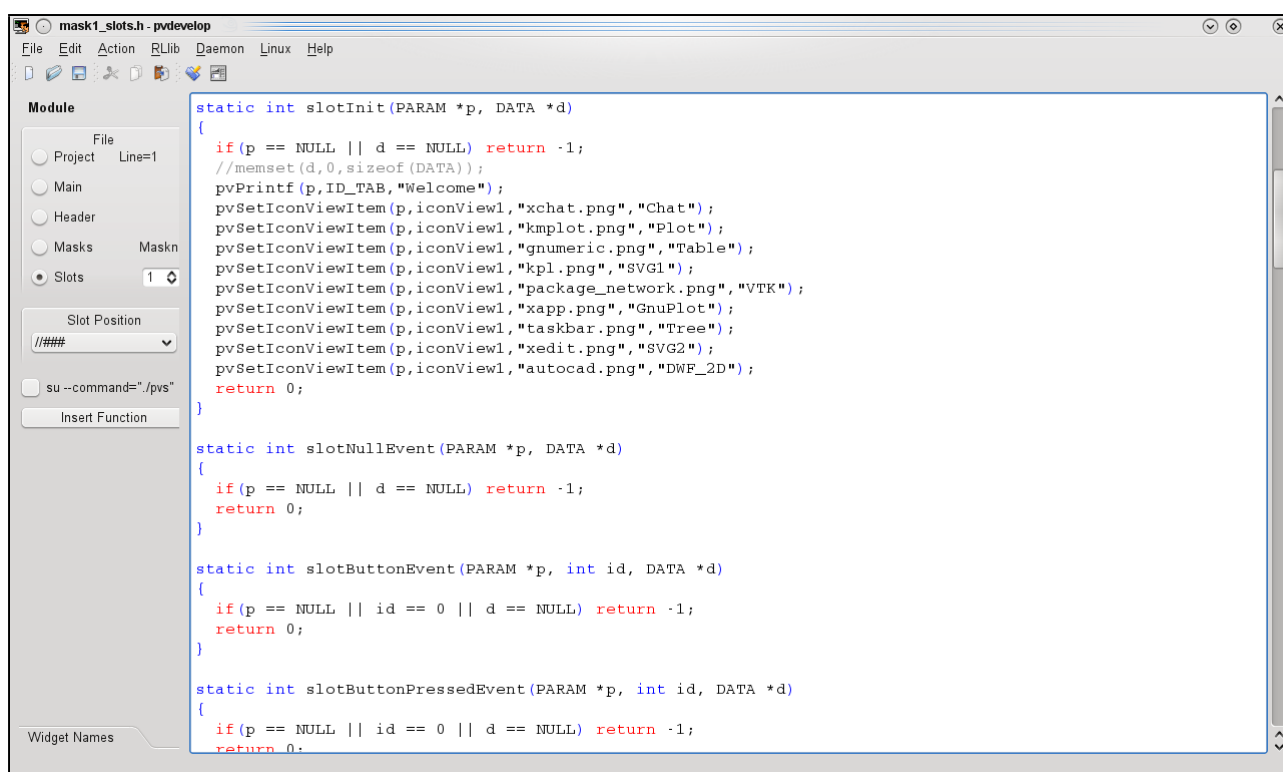 mask1_slots.h - pvdevelop
File Edit Action RLlib Daemon Linux Help
Module
File
Project Line=1
Main
Header
Masks Maskn
Slots 1
Slot Position
//###
su --command="./pvs"
Insert Function
Widget Names
static int slotInit(PARAM *p, DATA *d)
{
  if(p == NULL || d == NULL) return -1;
  //memset(d,0,sizeof(DATA));
  pvPrintf(p,ID_TAB,"Welcome");
  pvSetIconViewItem(p,iconView1,"xchat.png","Chat");
  pvSetIconViewItem(p,iconView1,"kmplot.png","Plot");
  pvSetIconViewItem(p,iconView1,"gnumeric.png","Table");
  pvSetIconViewItem(p,iconView1,"kpl.png","SVG1");
  pvSetIconViewItem(p,iconView1,"package_network.png","VTK");
  pvSetIconViewItem(p,iconView1,"xapp.png","GnuPlot");
  pvSetIconViewItem(p,iconView1,"taskbar.png","Tree");
  pvSetIconViewItem(p,iconView1,"xedit.png","SVG2");
  pvSetIconViewItem(p,iconView1,"autocad.png","DWF_2D");
  return 0;
}
static int slotNullEvent(PARAM *p, DATA *d)
{
  if(p == NULL || d == NULL) return -1;
  return 0;
}
static int slotButtonEvent(PARAM *p, int id, DATA *d)
{
  if(p == NULL || id == 0 || d == NULL) return -1;
  return 0;
}
static int slotButtonPressedEvent(PARAM *p, int id, DATA *d)
{
  if(p == NULL || id == 0 || d == NULL) return -1;
  return 0;